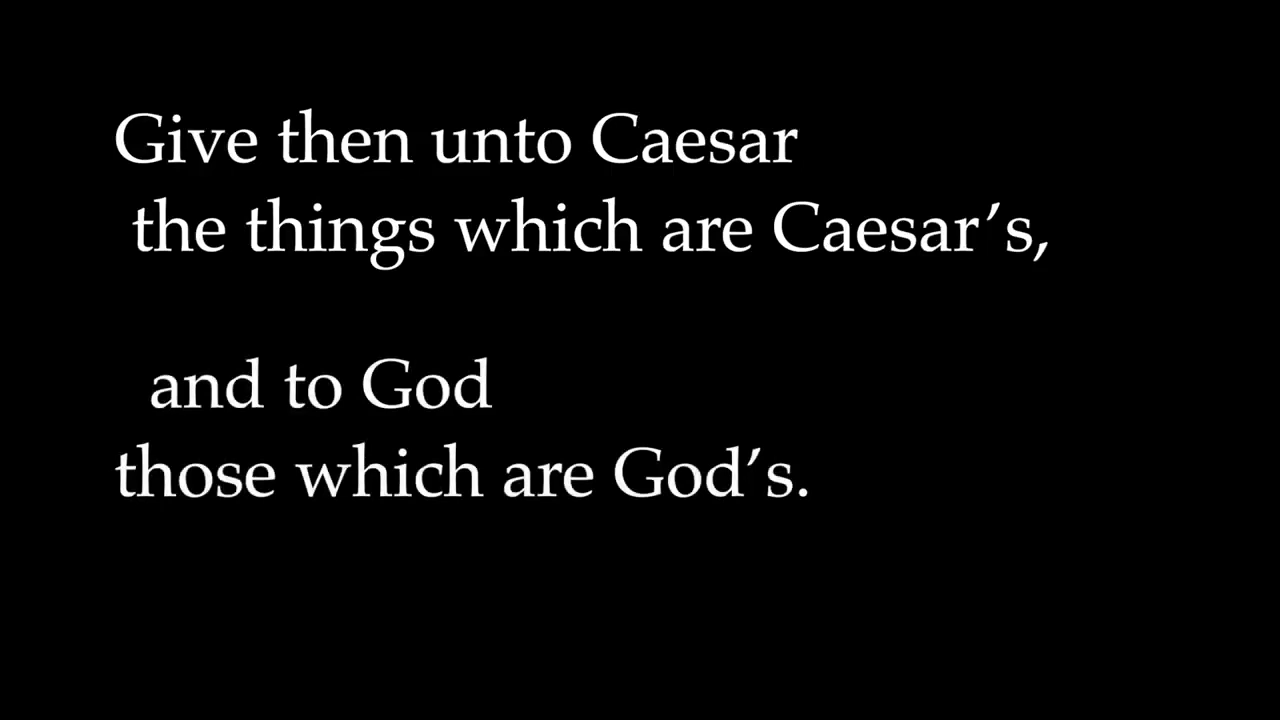 Give then unto Caesar
the things which are Caesar’s,
and to God
those which are God’s.